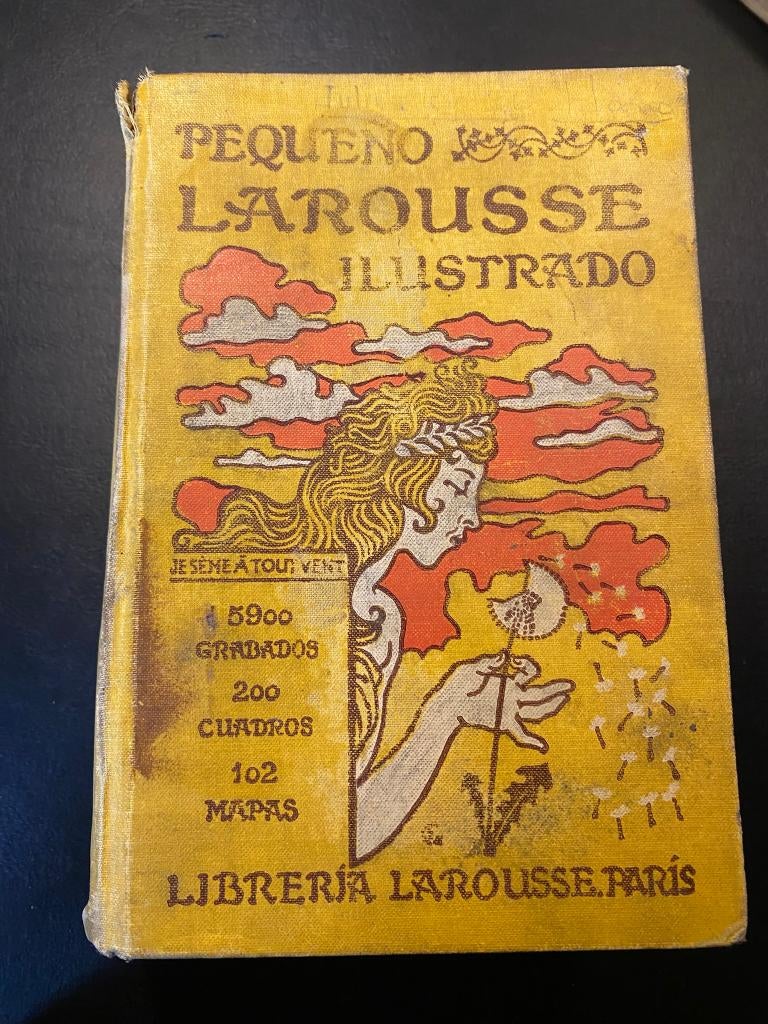 PEQUEÑO
LAROUSSE
ILUSTRADO
JE SÈME À TOUT VENT
5900
GRABADOS
200
CUADROS
102
MAPAS
LIBRERÍA LAROUSSE. PARÍS